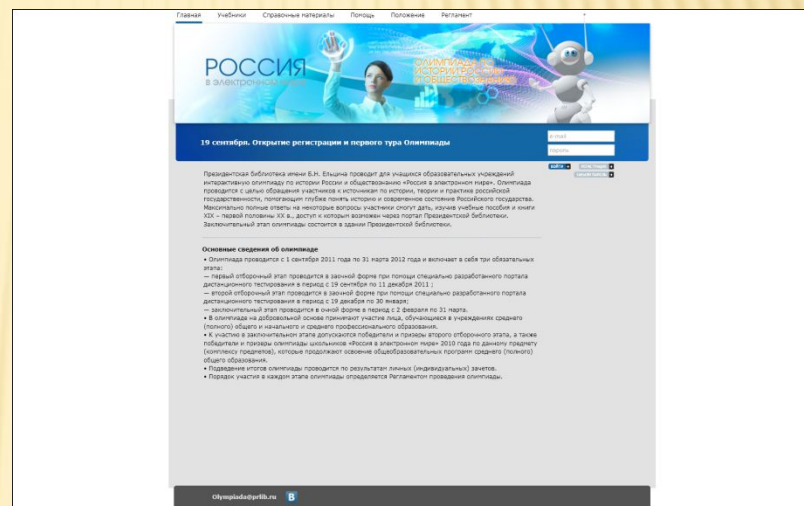 Главная Учебники Справочные материалы Помощь Положение Регламент
РОССИЯ
в электронном мире
ОЛИМПИАДА ПО
ИСТОРИИ РОССИИ
И ОБЩЕСТВОЗНАНИЮ
19 сентября. Открытие регистрации и первого тура Олимпиады
e-mail
пароль
войти регистрация
Президентская библиотека имени Б.Н. Ельцина проводит для учащихся образовательных учреждений
интерактивную олимпиаду по истории России и обществознанию «Россия в электронном мире». Олимпиада
проводится с целью обращения участников к источникам по истории, теории и практике российской
государственности, помогающим глубже понять историю и современное состояние Российского государства.
Максимально полные ответы на некоторые вопросы участники смогут дать, изучив учебные пособия и книги
XIX – первой половины XX в., доступ к которым возможен через портал Президентской библиотеки.
Заключительный этап олимпиады состоится в здании Президентской библиотеки.
Основные сведения об олимпиаде
• Олимпиада проводится с 1 сентября 2011 года по 31 марта 2012 года и включает в себя три обязательных
этапа:
— первый отборочный этап проводится в заочной форме при помощи специально разработанного портала
дистанционного тестирования в период с 19 сентября по 11 декабря 2011 ;
— второй отборочный этап проводится в заочной форме при помощи специально разработанного портала
дистанционного тестирования в период с 19 декабря по 30 января;
— заключительный этап проводится в очной форме в период с 2 февраля по 31 марта.
• В олимпиаде на добровольной основе принимают участие лица, обучающиеся в учреждениях среднего
(полного) общего и начального и среднего профессионального образования.
• К участию в заключительном этапе допускаются победители и призеры второго отборочного этапа, а также
победители и призеры олимпиады школьников «Россия в электронном мире» 2010 года по данному предмету
(комплексу предметов), которые продолжают освоение общеобразовательных программ среднего (полного)
общего образования.
• Подведение итогов олимпиады проводится по результатам личных (индивидуальных) зачетов.
• Порядок участия в каждом этапе олимпиады определяется Регламентом проведения олимпиады.
Olympiada@prlib.ru В